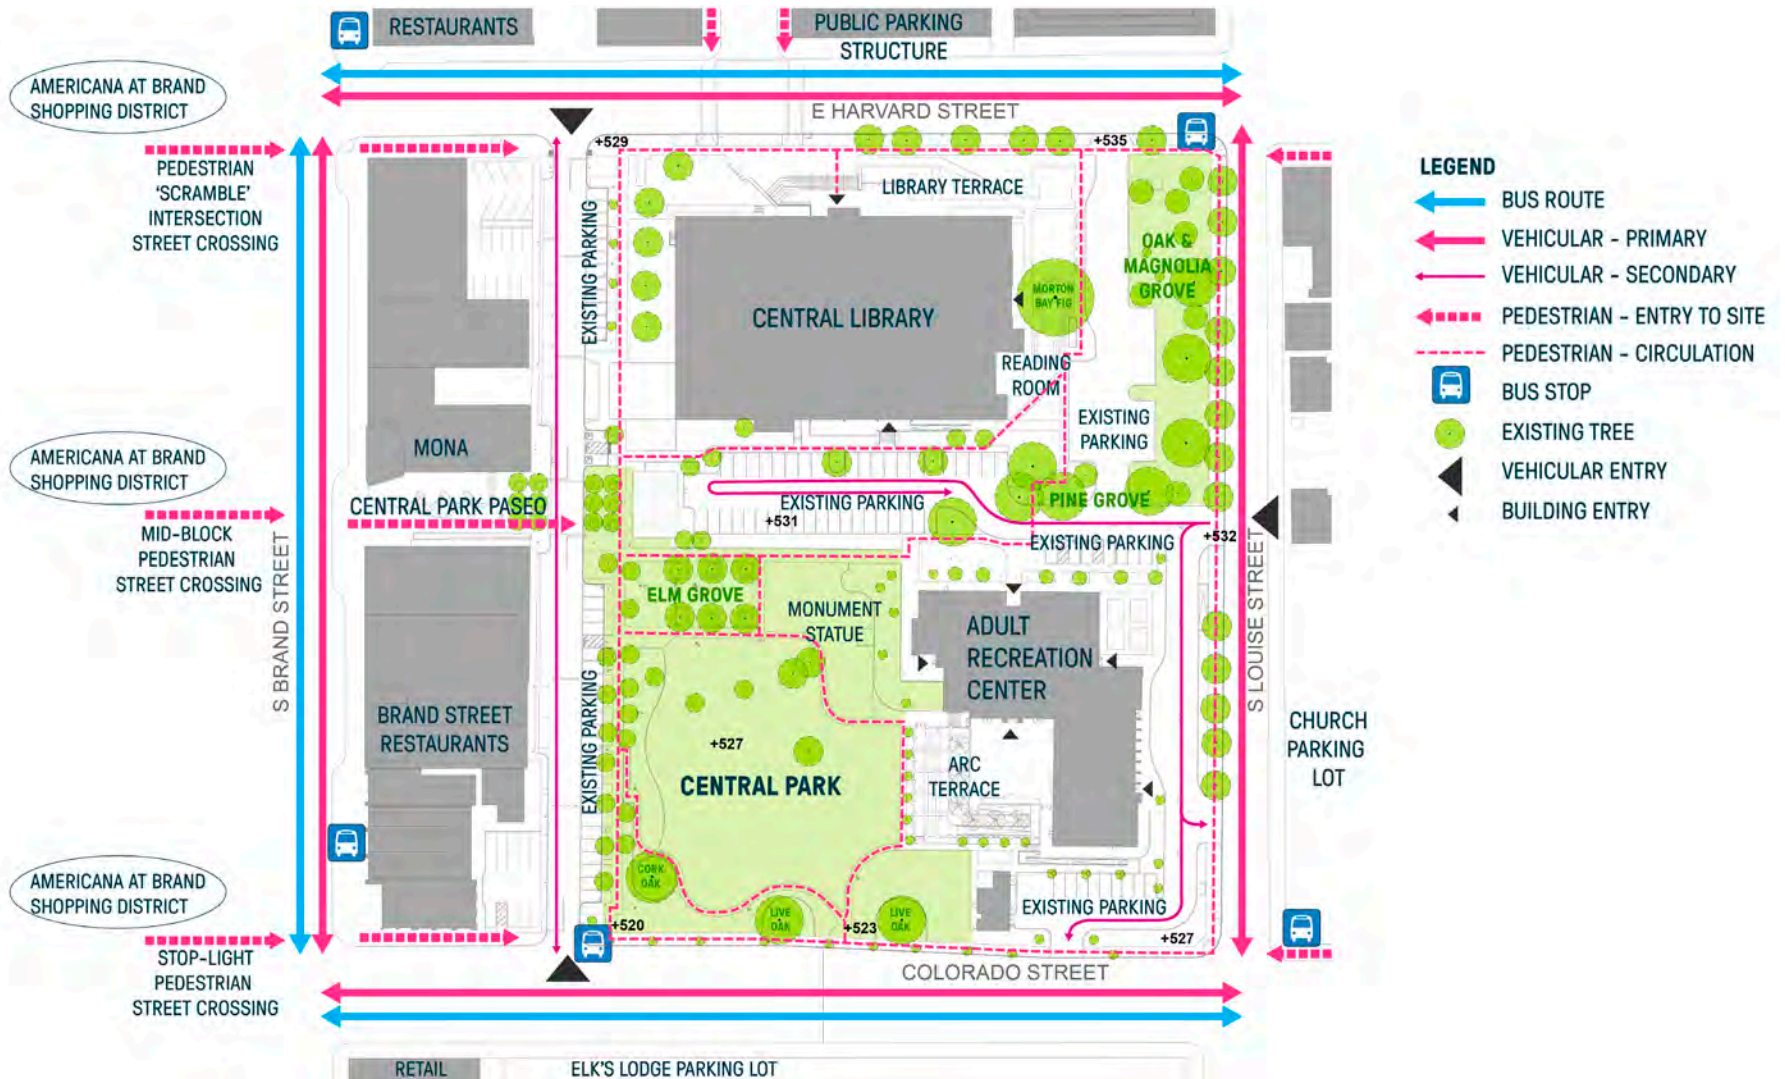 RESTAURANTS
PUBLIC PARKING
STRUCTURE
AMERICANA AT BRAND
SHOPPING DISTRICT
E HARVARD STREET
+529
+535
PEDESTRIAN
'SCRAMBLE'
INTERSECTION
STREET CROSSING
LIBRARY TERRACE
EXISTING PARKING
OAK &
MAGNOLIA
GROVE
MORTON
BAY FIG
CENTRAL LIBRARY
READING
ROOM
EXISTING
PARKING
MONA
AMERICANA AT BRAND
SHOPPING DISTRICT
CENTRAL PARK PASEO
EXISTING PARKING
PINE GROVE
+531
MID-BLOCK
PEDESTRIAN
STREET CROSSING
EXISTING PARKING
+532
S BRAND STREET
S LOUISE STREET
ELM GROVE
MONUMENT
STATUE
ADULT
RECREATION
CENTER
EXISTING PARKING
BRAND STREET
RESTAURANTS
+527
CENTRAL PARK
ARC
TERRACE
CHURCH
PARKING
LOT
CORK
OAK
AMERICANA AT BRAND
SHOPPING DISTRICT
LIVE
OAK
LIVE
OAK
EXISTING PARKING
+520
+523
+527
STOP-LIGHT
PEDESTRIAN
STREET CROSSING
COLORADO STREET
RETAIL
ELK'S LODGE PARKING LOT
LEGEND
BUS ROUTE
VEHICULAR - PRIMARY
VEHICULAR - SECONDARY
PEDESTRIAN - ENTRY TO SITE
PEDESTRIAN - CIRCULATION
BUS STOP
EXISTING TREE
VEHICULAR ENTRY
BUILDING ENTRY